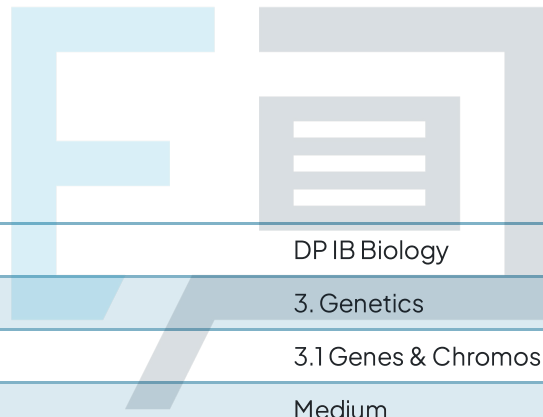 DP IB Biology
3. Genetics
3.1 Genes & Chromos
Medium